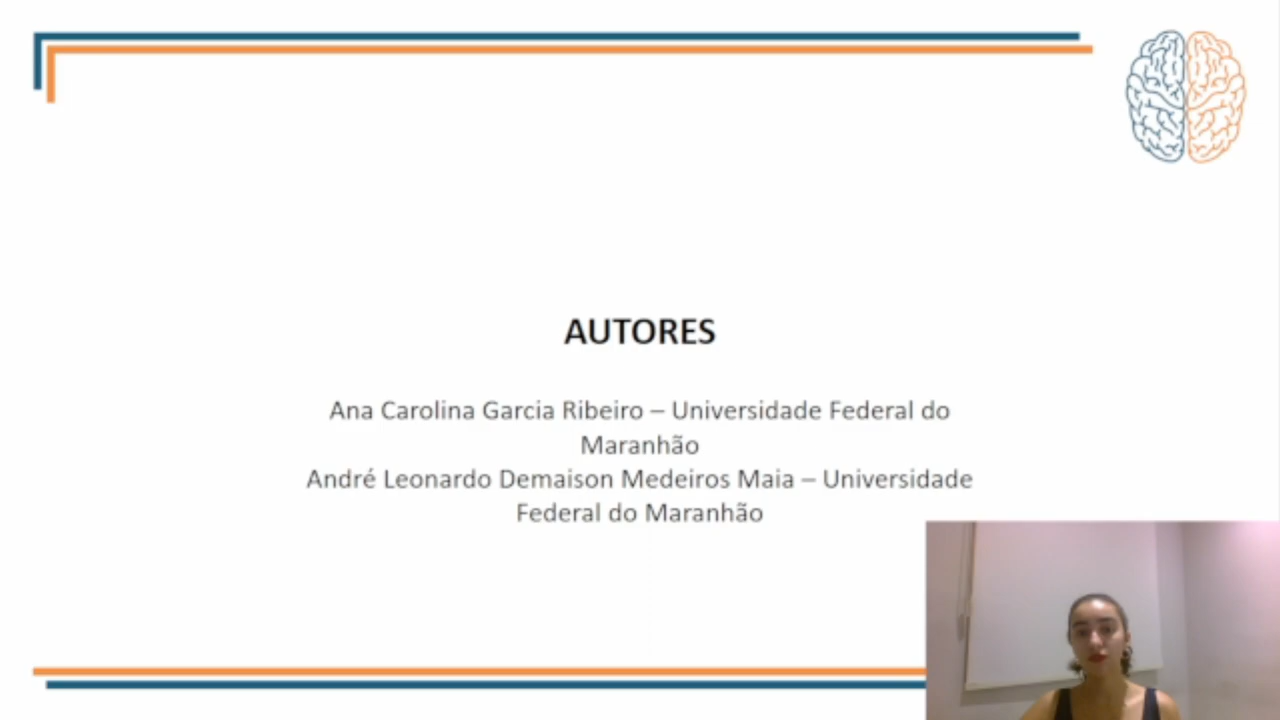 AUTORES
Ana Carolina Garcia Ribeiro – Universidade Federal do
Maranhão
André Leonardo Demaison Medeiros Maia – Universidade
Federal do Maranhão